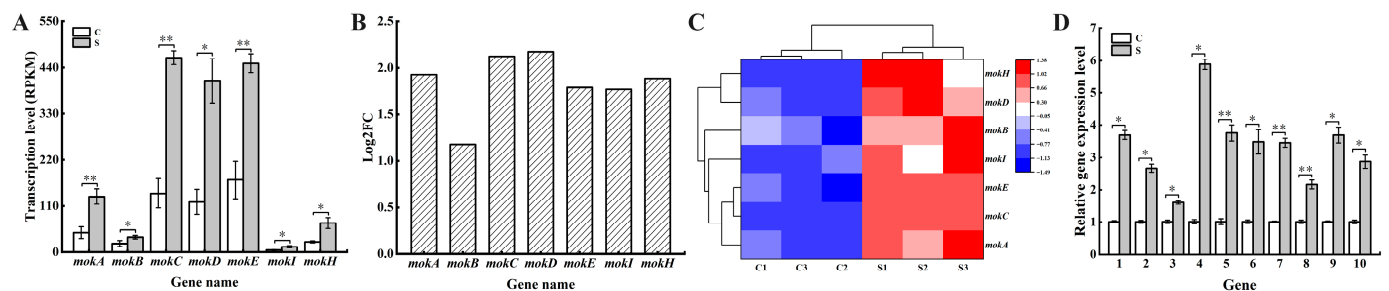 A
550
440
330
220
110
0
Transcription level (RPKM)
C
S
**
*
**
*
**
*
*
mokA mokB mokC mokD mokE mokI mokH
Gene name
B
2.5
2.0
1.5
1.0
0.5
0.0
Log2FC
mokA mokB mokC mokD mokE mokI mokH
Gene name
C
mokH
mokD
mokB
mokI
mokE
mokC
mokA
C1 C3 C2 S1 S2 S3
1.38
1.02
0.66
0.30
-0.05
-0.41
-0.77
-1.13
-1.49
D
7
6
4
3
1
0
Relative gene expression level
C
S
*
*
*
*
**
*
**
**
*
*
1 2 3 4 5 6 7 8 9 10
Gene